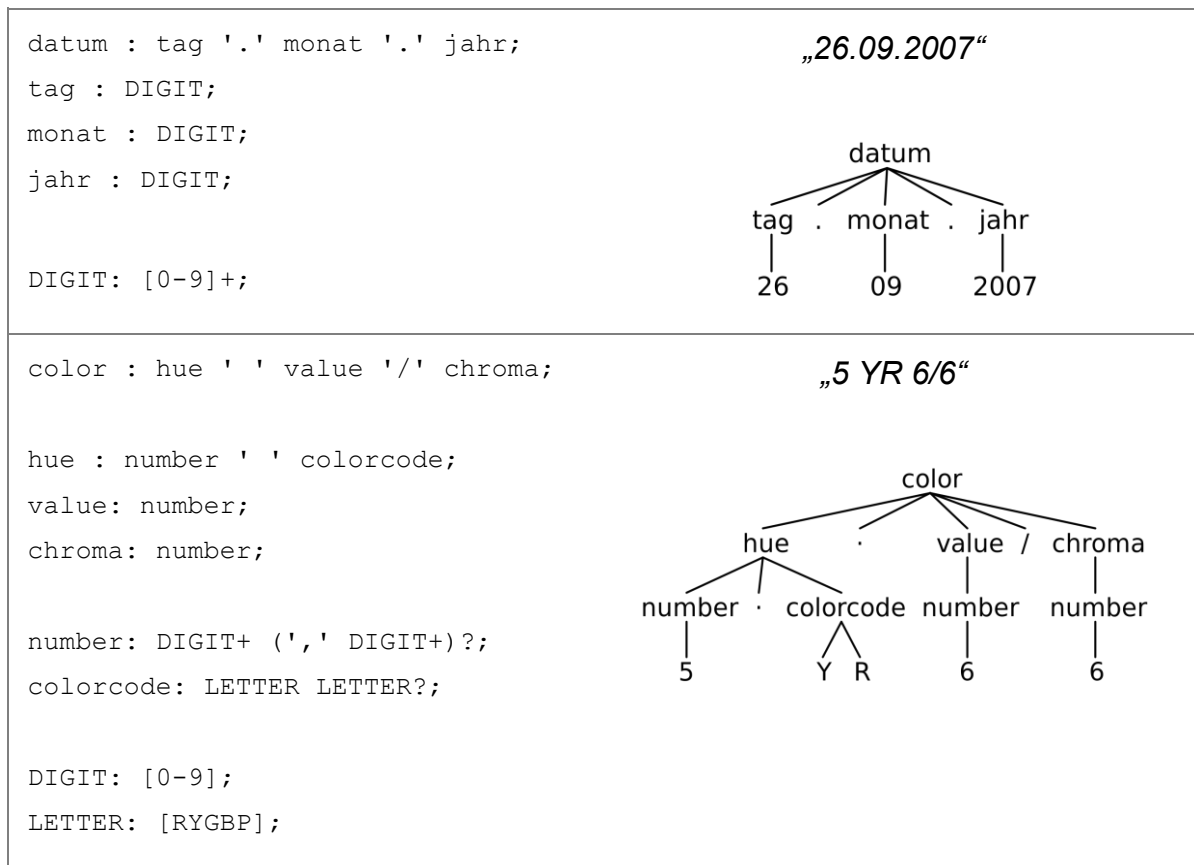 datum : tag '.' monat '.' jahr;
tag : DIGIT;
monat : DIGIT;
jahr : DIGIT;
DIGIT: [0-9]+;
„26.09.2007“
datum
tag . monat . jahr
26 09 2007
color : hue ' ' value '/' chroma;
hue : number ' ' colorcode;
value: number;
chroma: number;
number: DIGIT+ (',' DIGIT+)?;
colorcode: LETTER LETTER?;
DIGIT: [0-9];
LETTER: [RYGBP];
„5 YR 6/6“
color
hue · value / chroma
number · colorcode number number
5 Y R 6 6